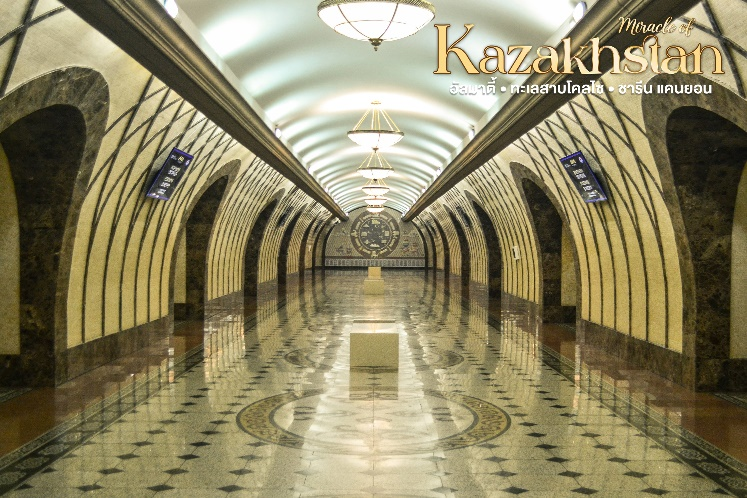 Miracle of
Kazakhstan
อัลมาตี้ • ทะเลสาบโคลไซ • ชารีน แคนยอน